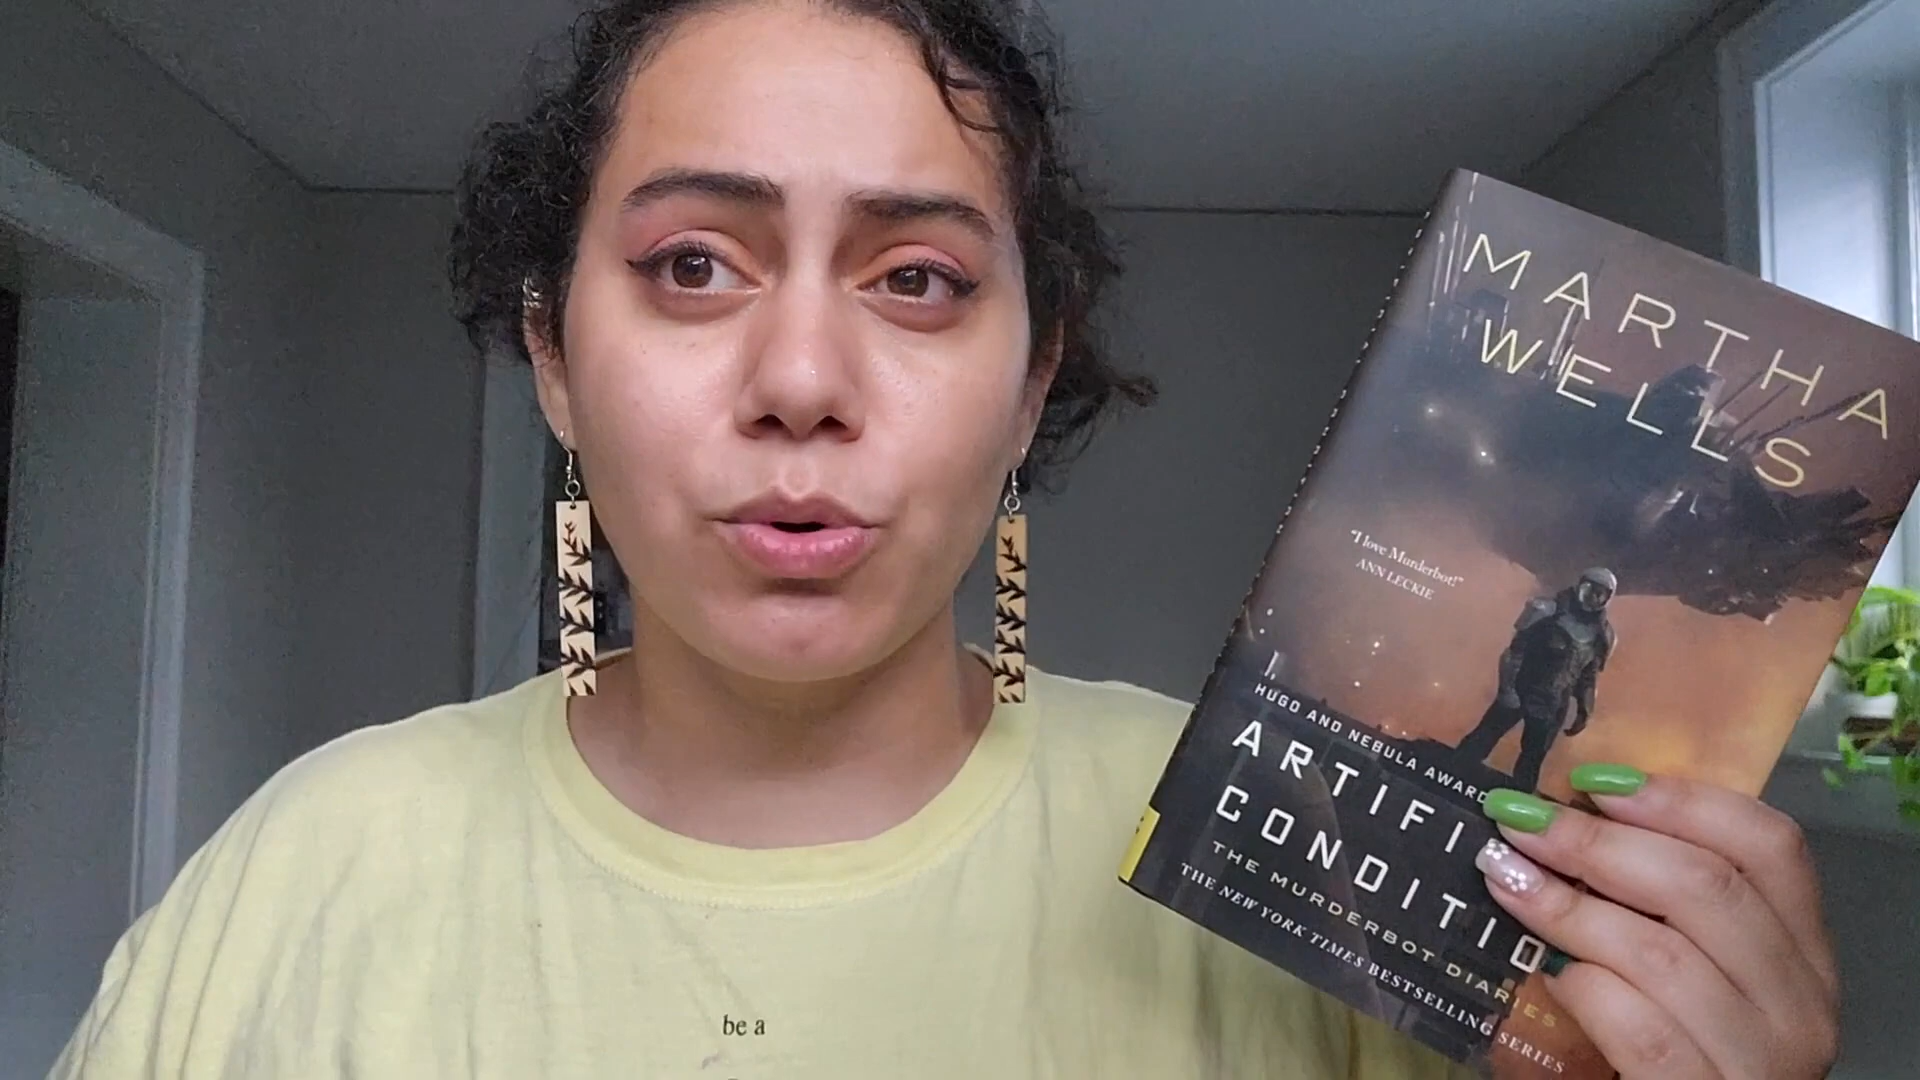 MARTHA
WELLS
"I love Murderbot!"
ANN LECKIE
HUGO AND NEBULA AWARD
ARTIFI
CONDITIO
THE MURDERBOT DIARIES
THE NEW YORK TIMES BESTSELLING SERIES
be a